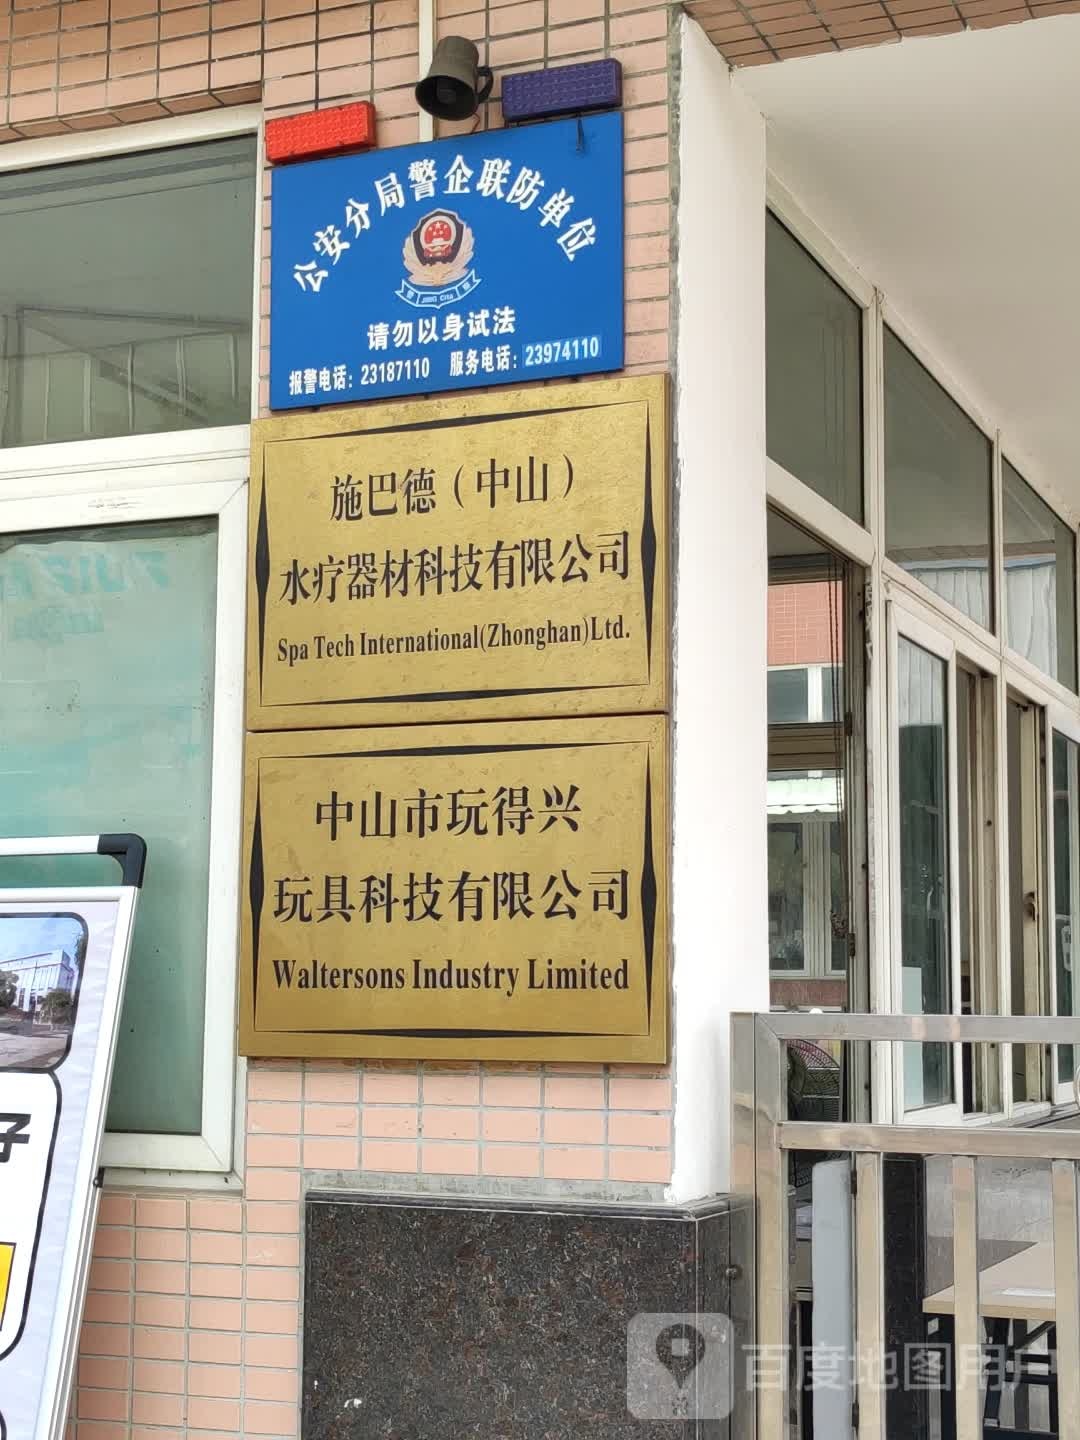 公安分局警企联防单位
请勿以身试法
报警电话：23187110 服务电话：23974110
施巴德（中山）
水疗器材科技有限公司
Spa Tech International(Zhonghan)Ltd.
中山市玩得兴
玩具科技有限公司
Waltersons Industry Limited
子
百度地图用户